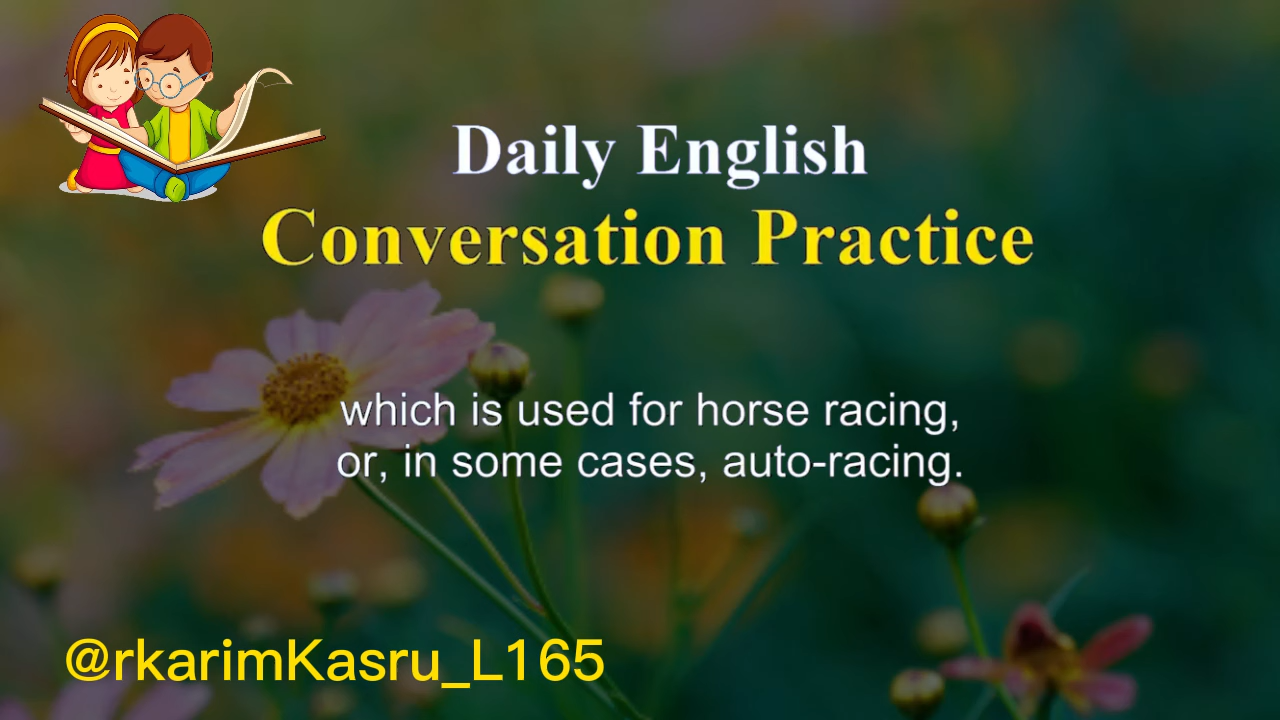 Daily English
Conversation Practice
which is used for horse racing,
or, in some cases, auto-racing.
@rkarimKasru_L165